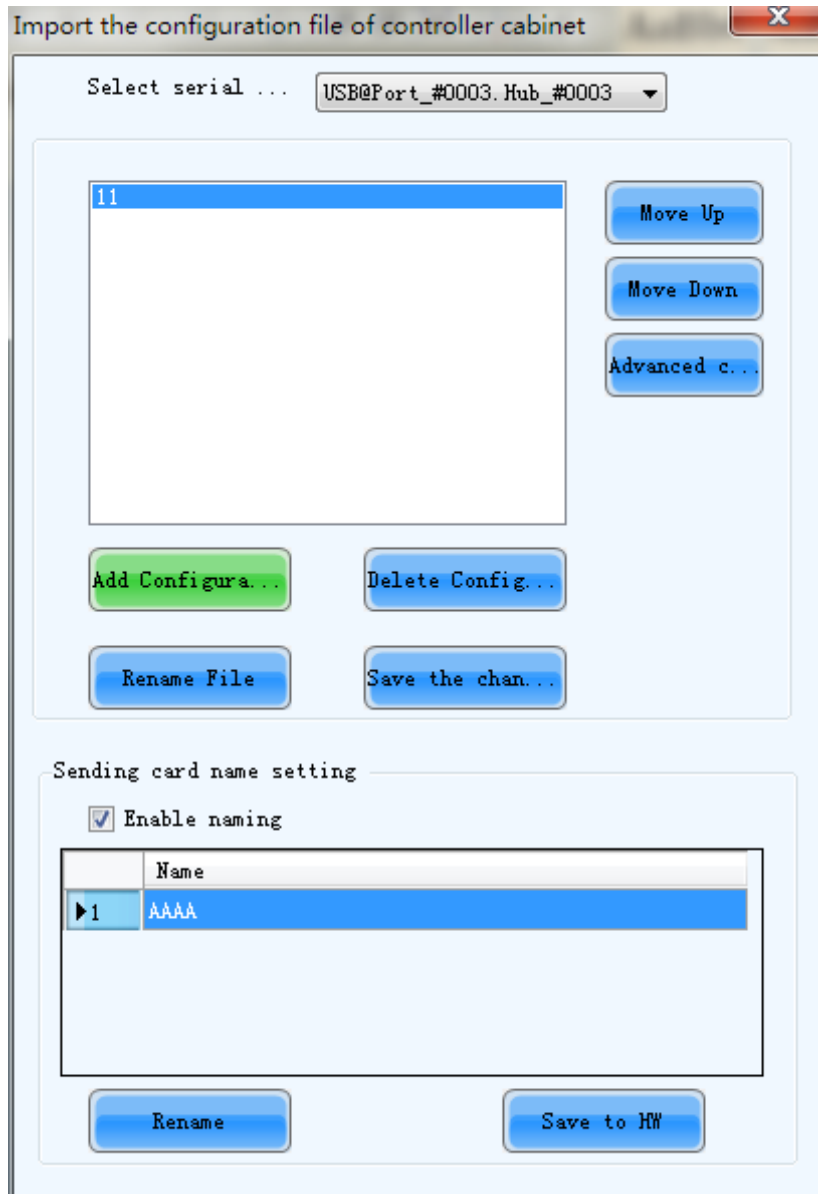 Import the configuration file of controller cabinet
Select serial ...
USB@Port_#0003.Hub_#0003
11
Move Up
Move Down
Advanced c...
Add Configura...
Delete Config...
Rename File
Save the chan...
Sending card name setting
Enable naming
Name
1
AAAA
Rename
Save to HW